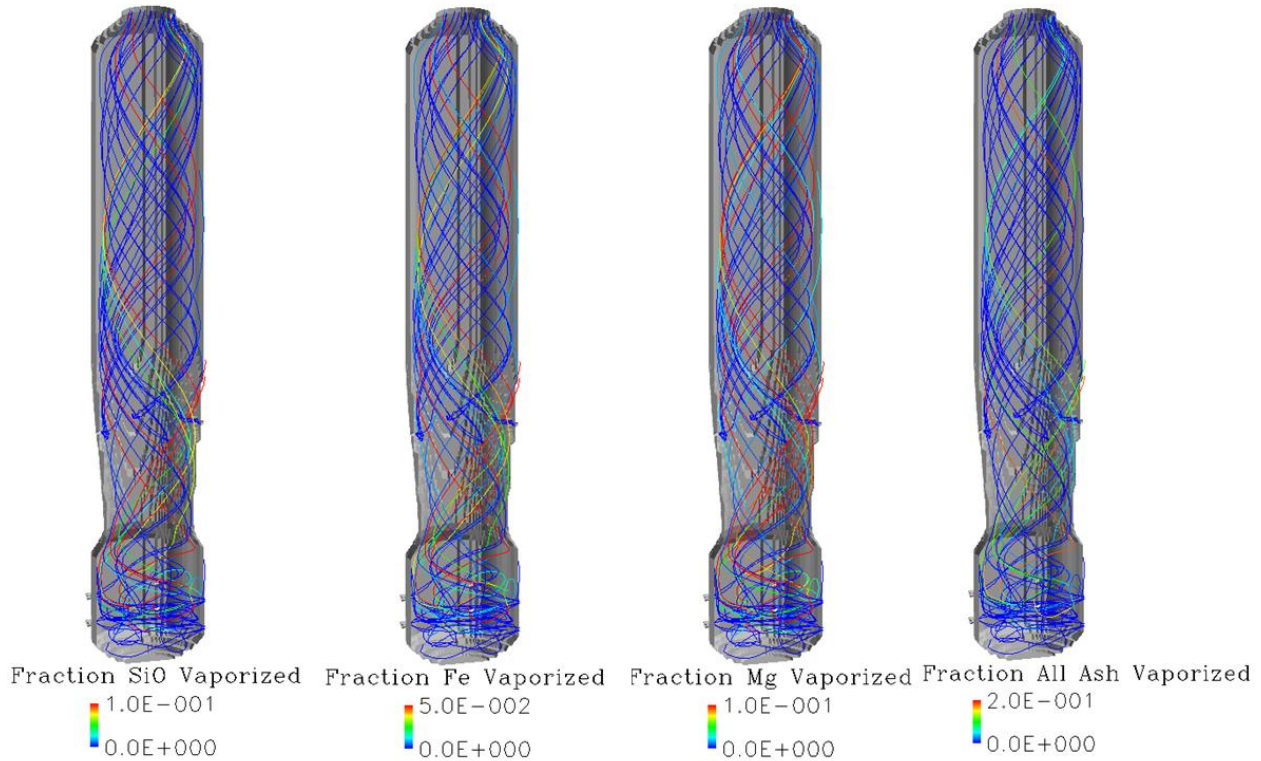 Fraction SiO Vaporized
1.0E-001
0.0E+000
Fraction Fe Vaporized
5.0E-002
0.0E+000
Fraction Mg Vaporized
1.0E-001
0.0E+000
Fraction All Ash Vaporized
2.0E-001
0.0E+000